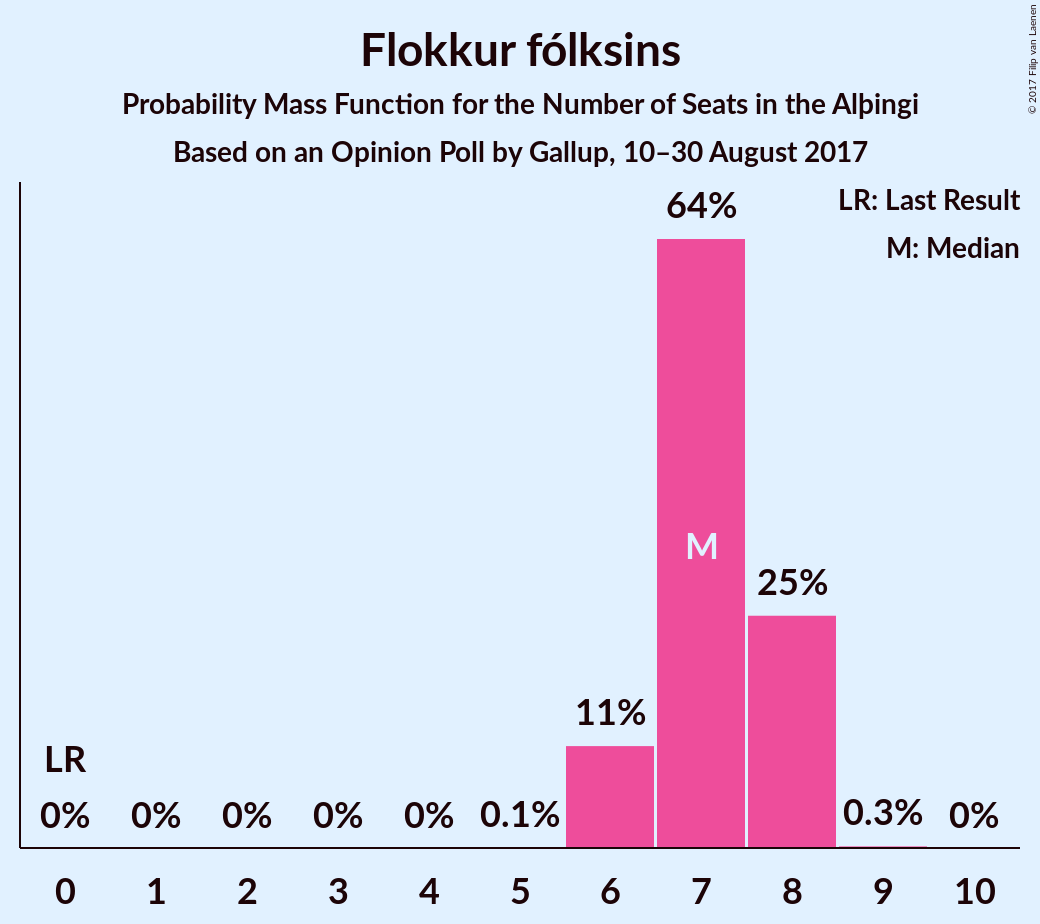 Flokkur fólksins
Probability Mass Function for the Number of Seats in the Alþingi
Based on an Opinion Poll by Gallup, 10–30 August 2017
© 2017 Filip van Laenen
LR: Last Result
M: Median
64%
M
25%
11%
LR
0% 0% 0% 0% 0% 0.1% 0.3% 0%
0 1 2 3 4 5 6 7 8 9 10